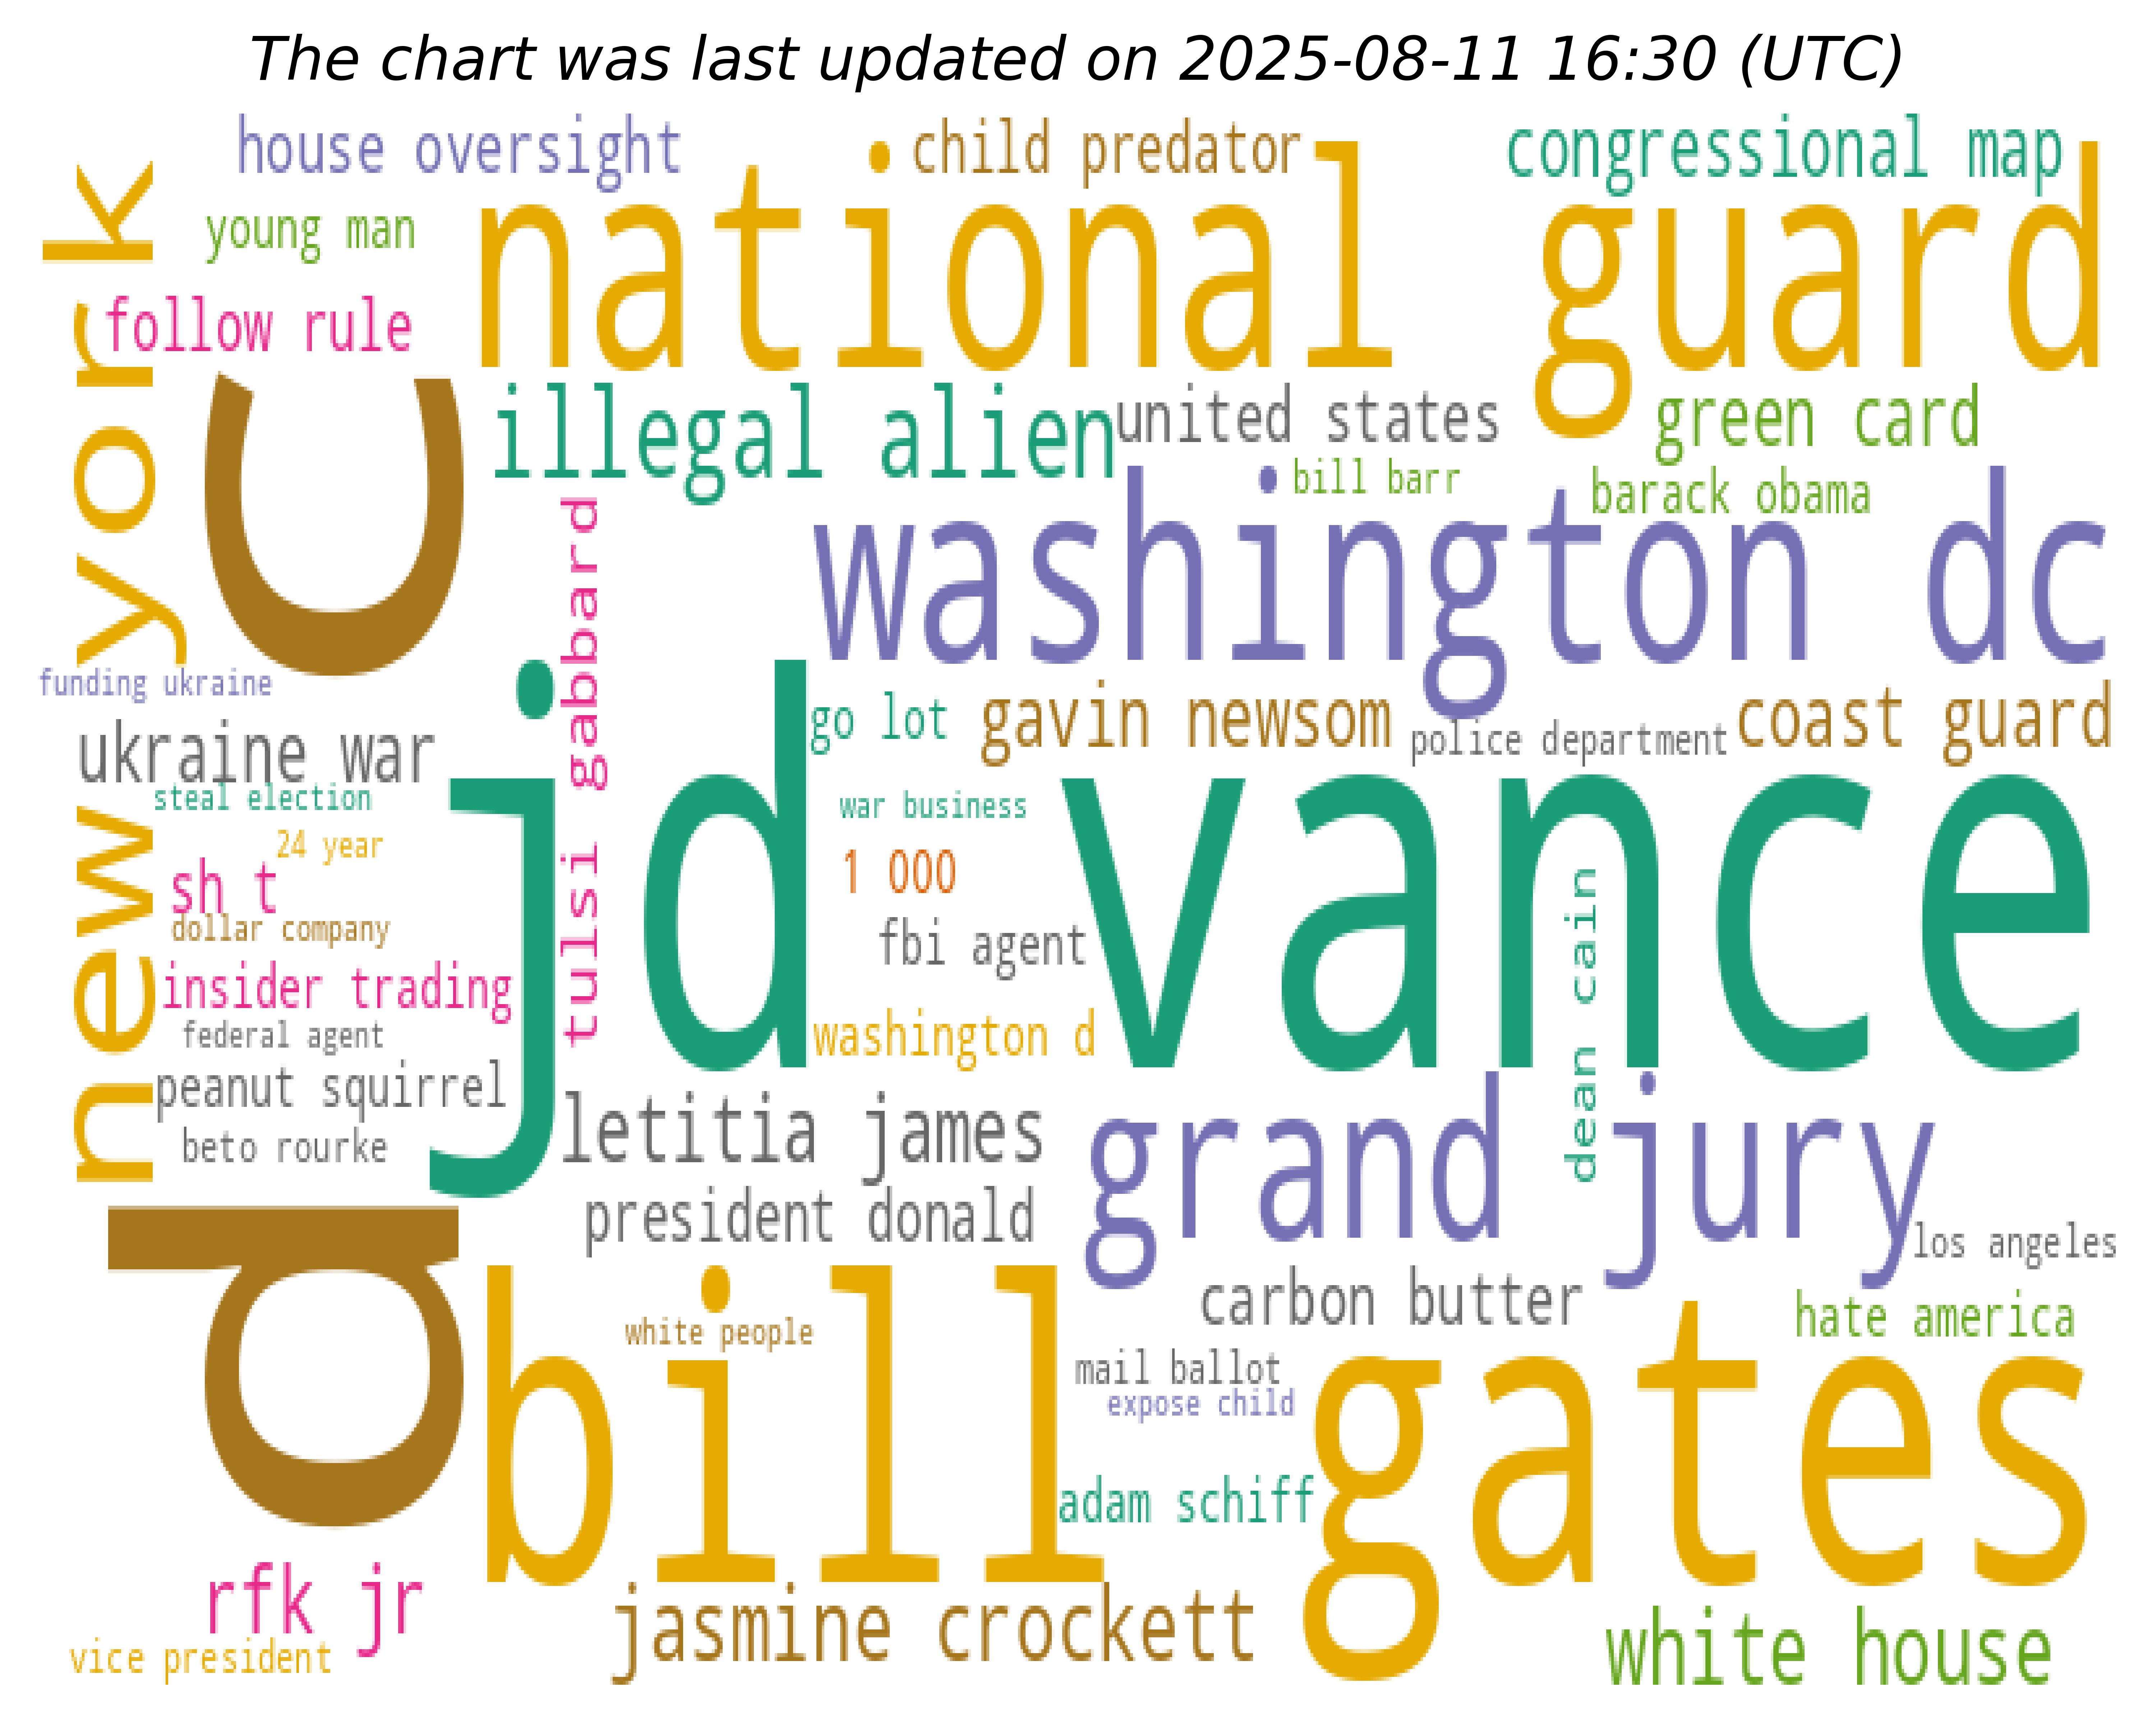 The chart was last updated on 2025-08-11 16:30 (UTC)
house oversight
child predator
congressional map
young man
national guard
follow rule
new york
d c
illegal alien
united states
green card
bill barr
barack obama
washington dc
tulsi gabbard
funding ukraine
ukraine war
go lot
gavin newsom
police department
coast guard
steal election
jd vance
war business
24 year
1 000
sh t
dollar company
fbi agent
insider trading
dean cain
federal agent
washington d
peanut squirrel
letitia james
beto rourke
grand jury
president donald
los angeles
carbon butter
hate america
white people
bill gates
mail ballot
expose child
adam schiff
rfk jr
jasmine crockett
white house
vice president